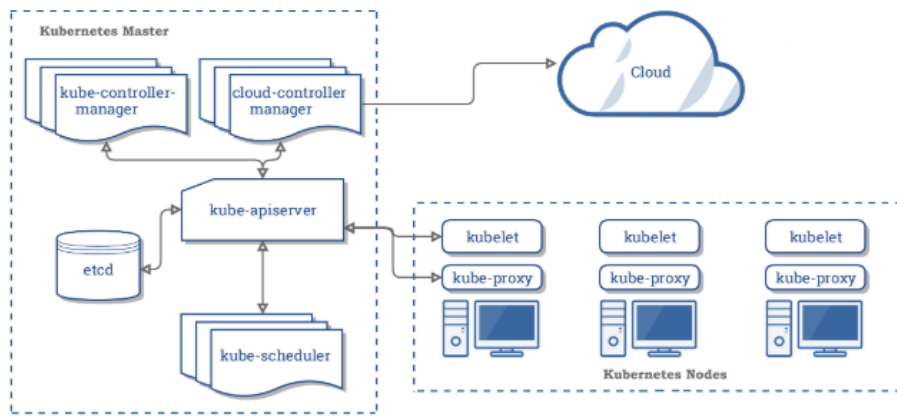 Kubernetes Master
kube-controller-
manager
cloud-controller
manager
Cloud
kube-apiserver
etcd
kube-scheduler
kubelet
kubelet
kubelet
kube-proxy
kube-proxy
kube-proxy
Kubernetes Nodes